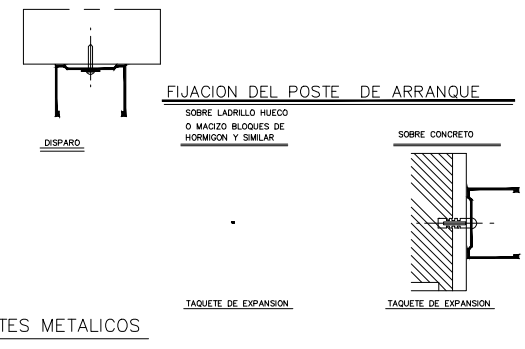 FIJACION DEL POSTE DE ARRANQUE
SOBRE LADRILLO HUECO
O MACIZO BLOQUES DE
HORMIGON Y SIMILAR
SOBRE CONCRETO
DISPARO
TAQUETE DE EXPANSION
TAQUETE DE EXPANSION
TES METALICOS